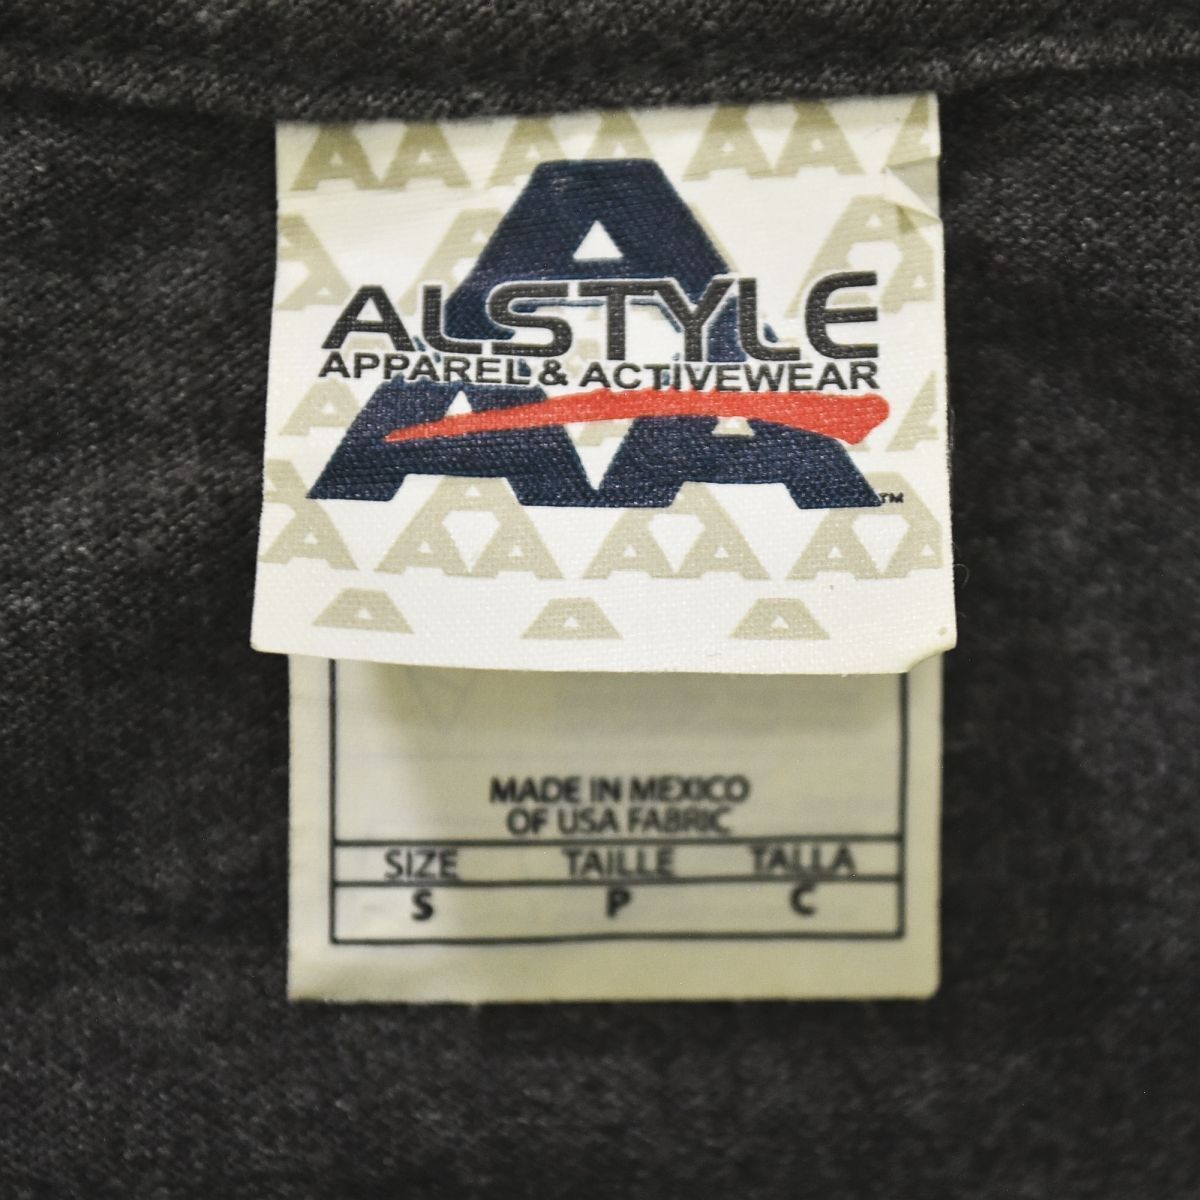 ALSTYLE
APPAREL & ACTIVEWEAR
™
MADE IN MEXICO
OF USA FABRIC
SIZE TAILLE TALLA
S P C